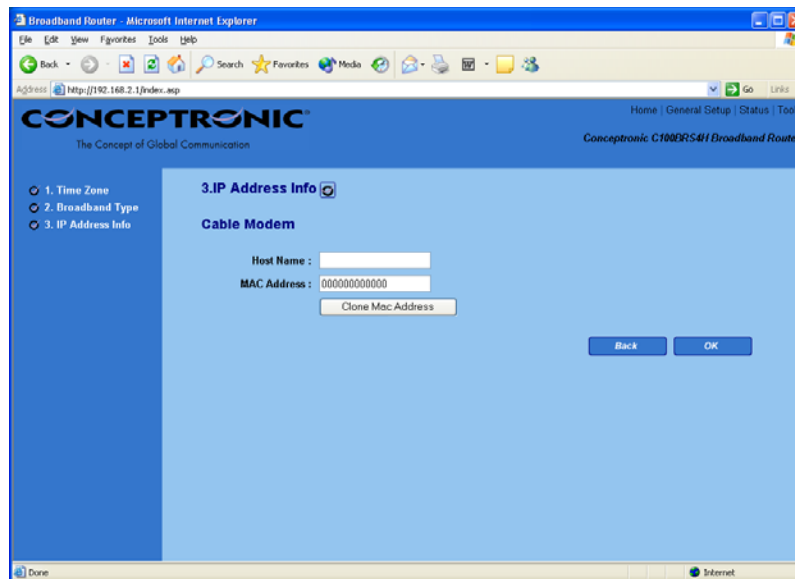 Broadband Router - Microsoft Internet Explorer
File Edit View Favorites Tools Help
Back Search Favorites Media
Address http://192.168.2.1/index.asp Go Links
CONCEPTRONIC
The Concept of Global Communication
Home | General Setup | Status | Tool
Conceptronic C100BRS4H Broadband Route
1. Time Zone
2. Broadband Type
3. IP Address Info
3.IP Address Info
Cable Modem
Host Name :
MAC Address : 000000000000
Clone Mac Address
Back OK
Done Internet